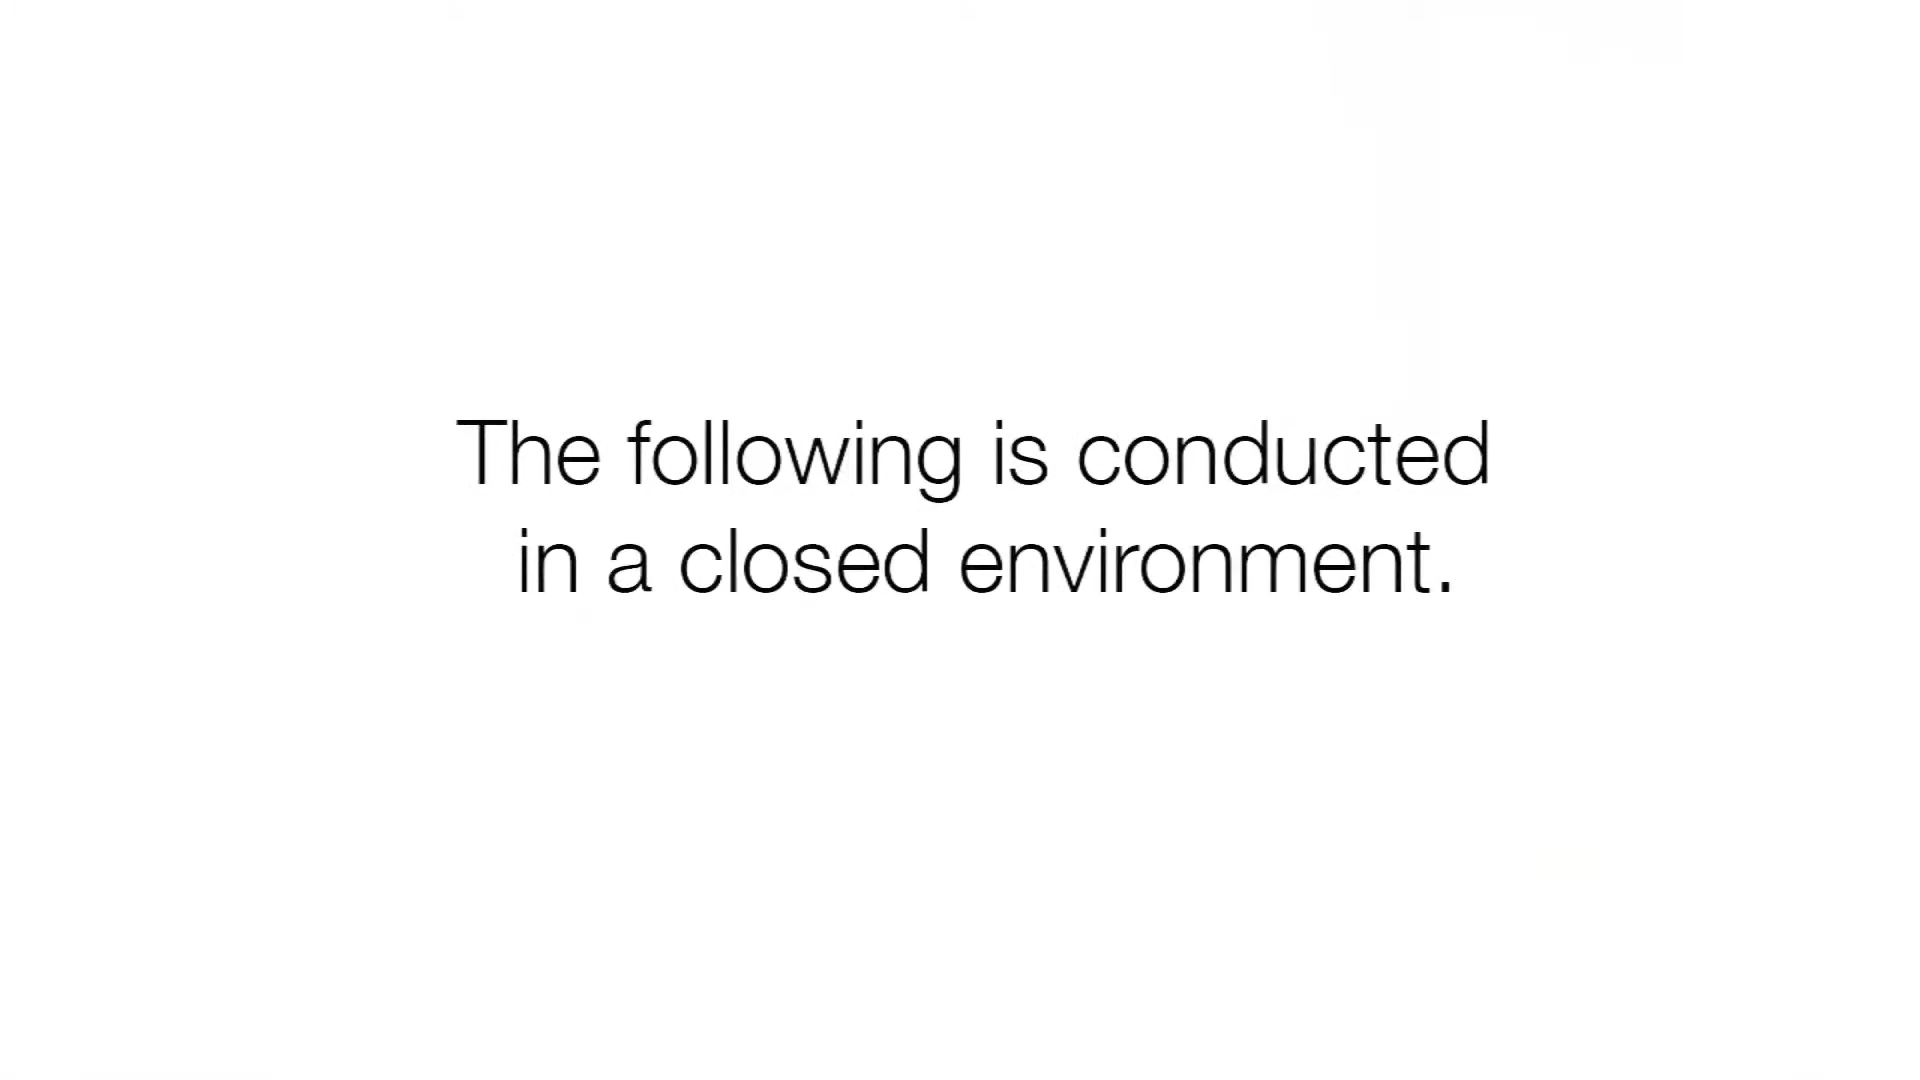 The following is conducted
in a closed environment.